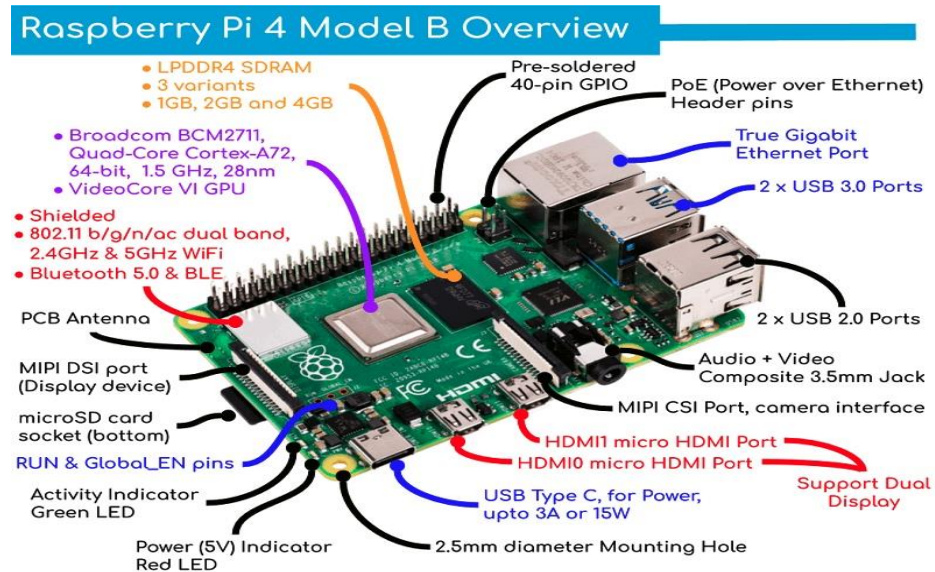 Raspberry Pi 4 Model B Overview
LPDDR4 SDRAM
3 variants
1GB, 2GB and 4GB
Pre-soldered
40-pin GPIO
PoE (Power over Ethernet)
Header pins
Broadcom BCM2711,
Quad-Core Cortex-A72,
64-bit, 1.5 GHz, 28nm
VideoCore VI GPU
True Gigabit
Ethernet Port
2 x USB 3.0 Ports
Shielded
802.11 b/g/n/ac dual band,
2.4GHz & 5GHz WiFi
Bluetooth 5.0 & BLE
PCB Antenna
2 x USB 2.0 Ports
MIPI DSI port
(Display device)
Audio + Video
Composite 3.5mm Jack
microSD card
socket (bottom)
MIPI CSI Port, camera interface
RUN & Global_EN pins
HDMI1 micro HDMI Port
HDMI0 micro HDMI Port
Support Dual
Display
Activity Indicator
Green LED
USB Type C, for Power,
upto 3A or 15W
Power (5V) Indicator
Red LED
2.5mm diameter Mounting Hole
CE
FC
HDMI